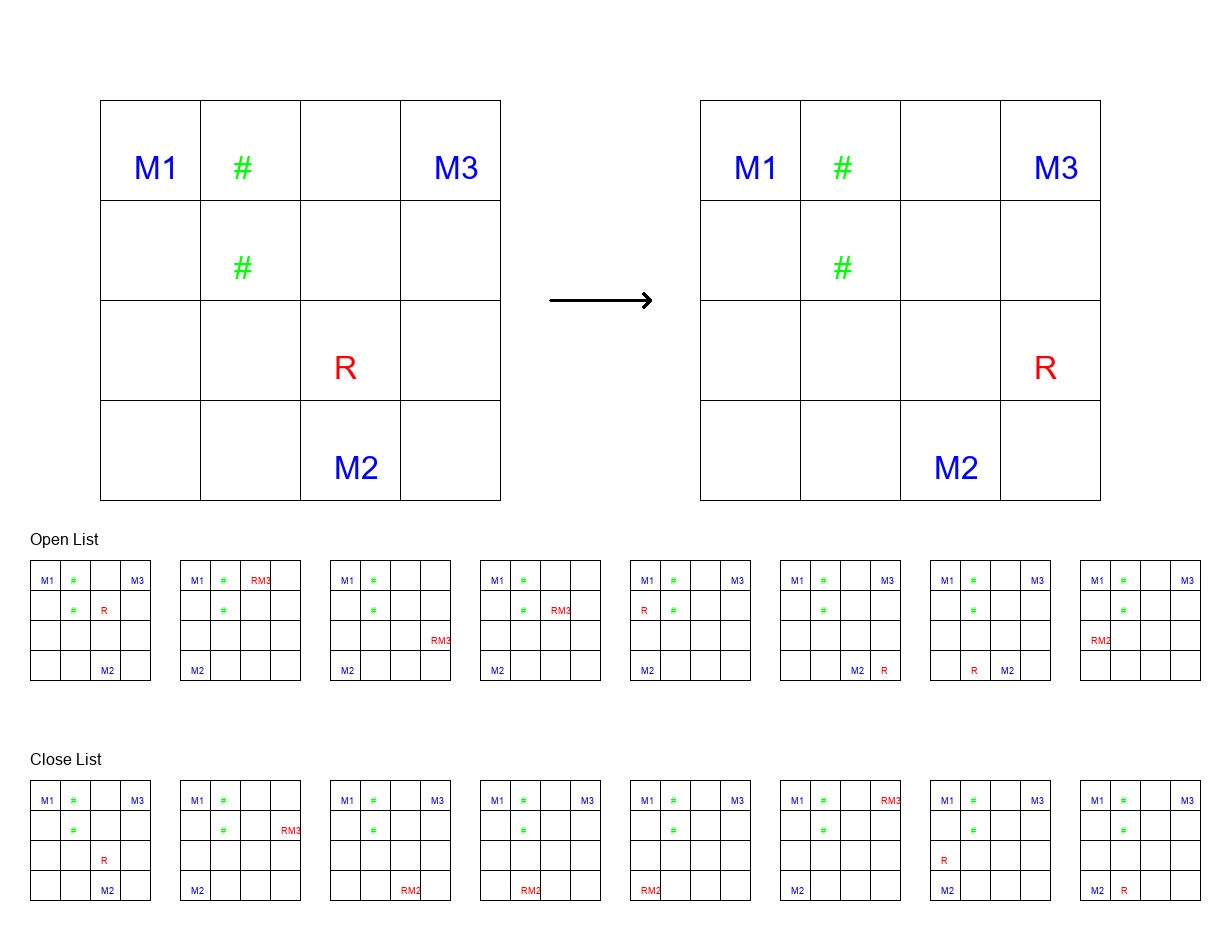 M1 # M3 M1 # M3
# #
R R
M2 M2
Open List
M1 # M3 M1 # RM3 M1 # M1 # M1 # M3 M1 # M3 M1 # M3 M1 # M3
# R # # # RM3 R # # # #
RM3 RM2
M2 M2 M2 M2 M2 M2 R R M2
Close List
M1 # M3 M1 # M1 # M3 M1 # M3 M1 # M3 M1 # RM3 M1 # M3 M1 # M3
# # RM3 # # # # # #
R R
M2 M2 RM2 RM2 RM2 M2 M2 M2 R